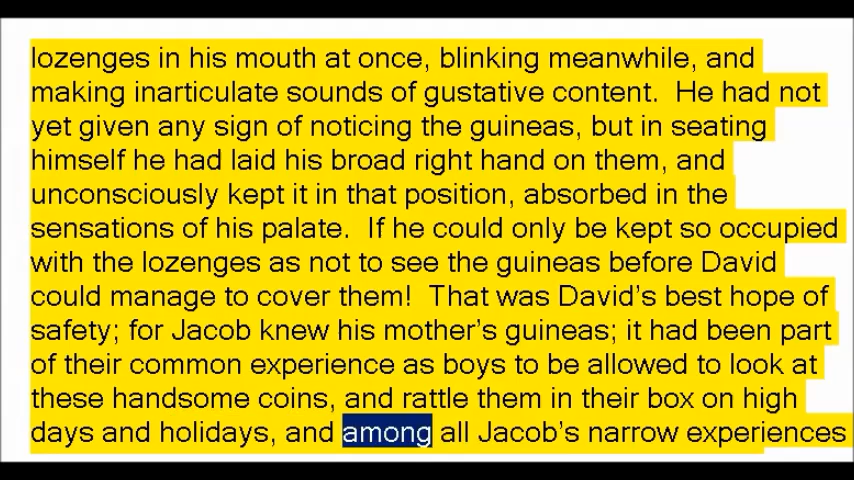 lozenges in his mouth at once, blinking meanwhile, and
making inarticulate sounds of gustative content.  He had not
yet given any sign of noticing the guineas, but in seating
himself he had laid his broad right hand on them, and
unconsciously kept it in that position, absorbed in the
sensations of his palate.  If he could only be kept so occupied
with the lozenges as not to see the guineas before David
could manage to cover them!  That was David's best hope of
safety; for Jacob knew his mother's guineas; it had been part
of their common experience as boys to be allowed to look at
these handsome coins, and rattle them in their box on high
days and holidays, and among all Jacob's narrow experiences